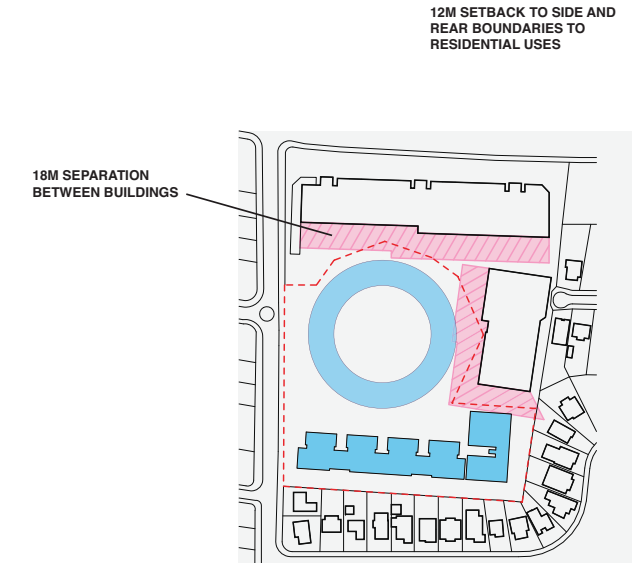 12M SETBACK TO SIDE AND
REAR BOUNDARIES TO
RESIDENTIAL USES
18M SEPARATION
BETWEEN BUILDINGS